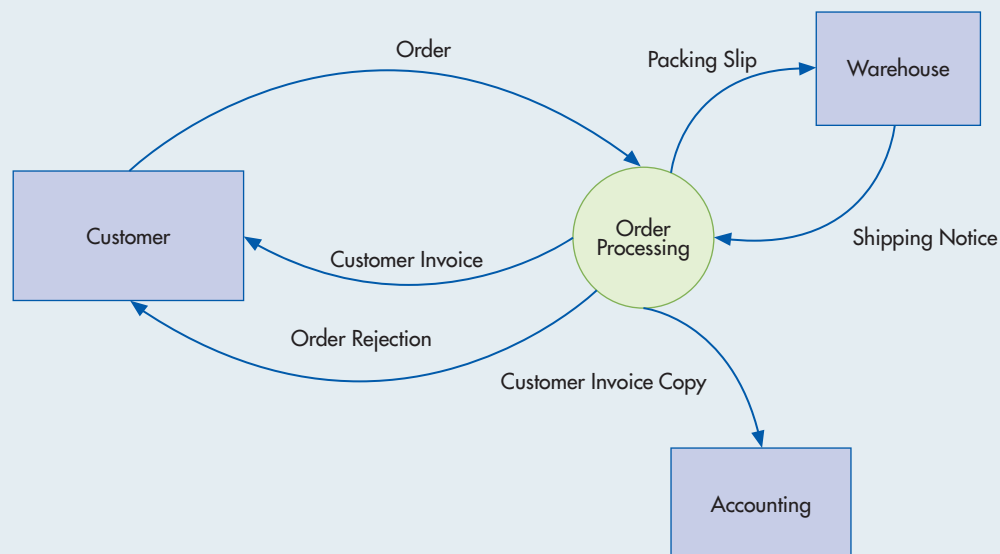 Order
Packing Slip
Warehouse
Customer
Order
Processing
Shipping Notice
Customer Invoice
Order Rejection
Customer Invoice Copy
Accounting